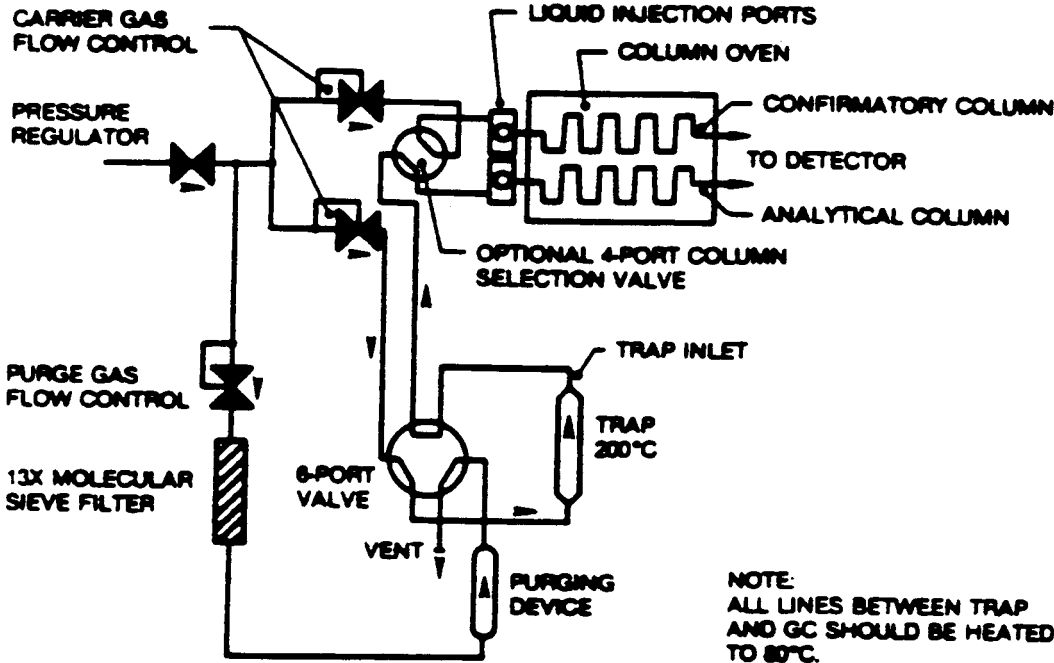 CARRIER GAS
FLOW CONTROL
LIQUID INJECTION PORTS
COLUMN OVEN
CONFIRMATORY COLUMN
PRESSURE
REGULATOR
TO DETECTOR
ANALYTICAL COLUMN
OPTIONAL 4-PORT COLUMN
SELECTION VALVE
TRAP INLET
PURGE GAS
FLOW CONTROL
TRAP
200°C
13X MOLECULAR
SIEVE FILTER
6-PORT
VALVE
VENT
PURGING
DEVICE
NOTE:
ALL LINES BETWEEN TRAP
AND GC SHOULD BE HEATED
TO 80°C.